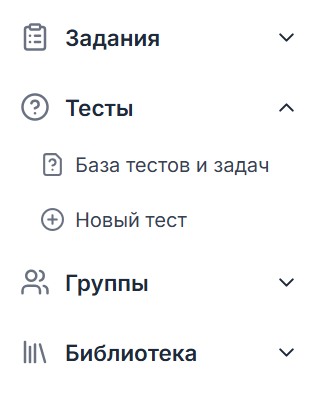 Задания
Тесты
База тестов и задач
Новый тест
Группы
Библиотека